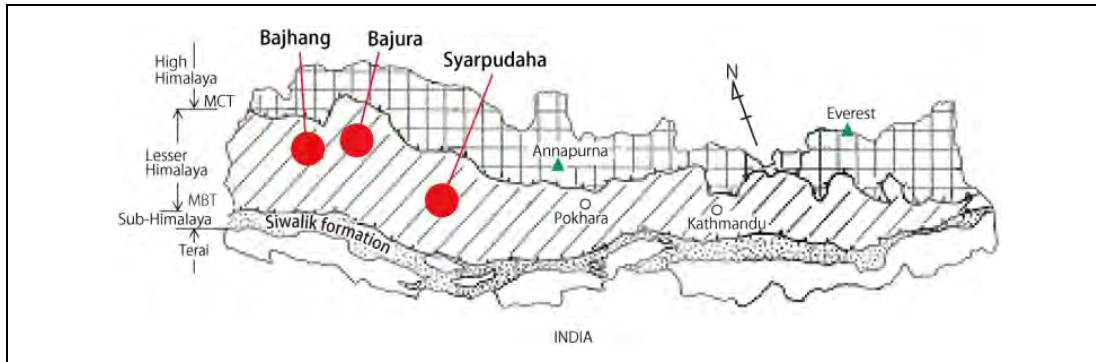 Bajhang
Bajura
Syarpudaha
High
Himalaya
MCT
N
Everest
Lesser
Himalaya
Annapurna
MBT
Pokhara
Kathmandu
Sub-Himalaya
Siwalik formation
Terai
INDIA